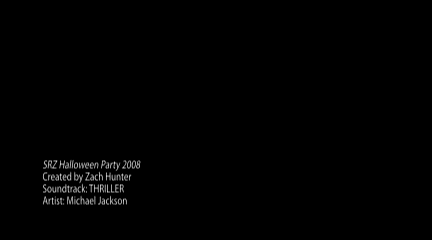 SRZ Halloween Party 2008
Created by Zach Hunter
Soundtrack: THRILLER
Artist: Michael Jackson